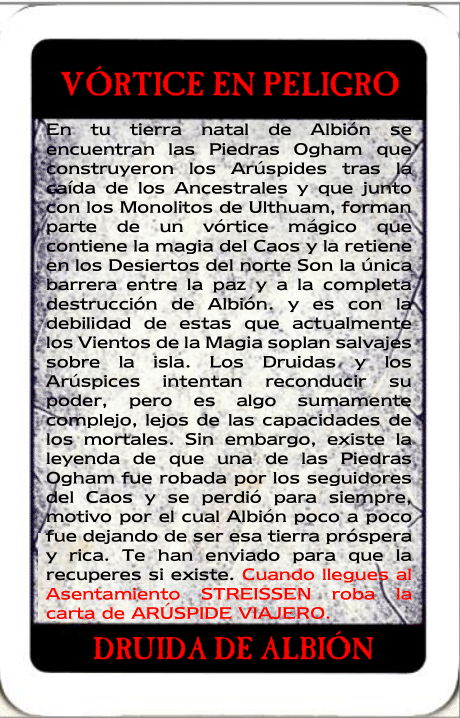 VÓRTICE EN PELIGRO
En tu tierra natal de Albión se
encuentran las Piedras Ogham que
construyeron los Arúspides tras la
caída de los Ancestrales y que junto
con los Monolitos de Ulthuam, forman
parte de un vórtice mágico que
contiene la magia del Caos y la retiene
en los Desiertos del norte Son la única
barrera entre la paz y a la completa
destrucción de Albión. y es con la
debilidad de estas que actualmente
los Vientos de la Magia soplan salvajes
sobre la isla. Los Druidas y los
Arúspices intentan reconducir su
poder, pero es algo sumamente
complejo, lejos de las capacidades de
los mortales. Sin embargo, existe la
leyenda de que una de las Piedras
Ogham fue robada por los seguidores
del Caos y se perdió para siempre,
motivo por el cual Albión poco a poco
fue dejando de ser esa tierra próspera
y rica. Te han enviado para que la
recuperes si existe. Cuando llegues al
Asentamiento STREISSEN roba la
carta de ARÚSPIDE VIAJERO.
DRUIDA DE ALBIÓN